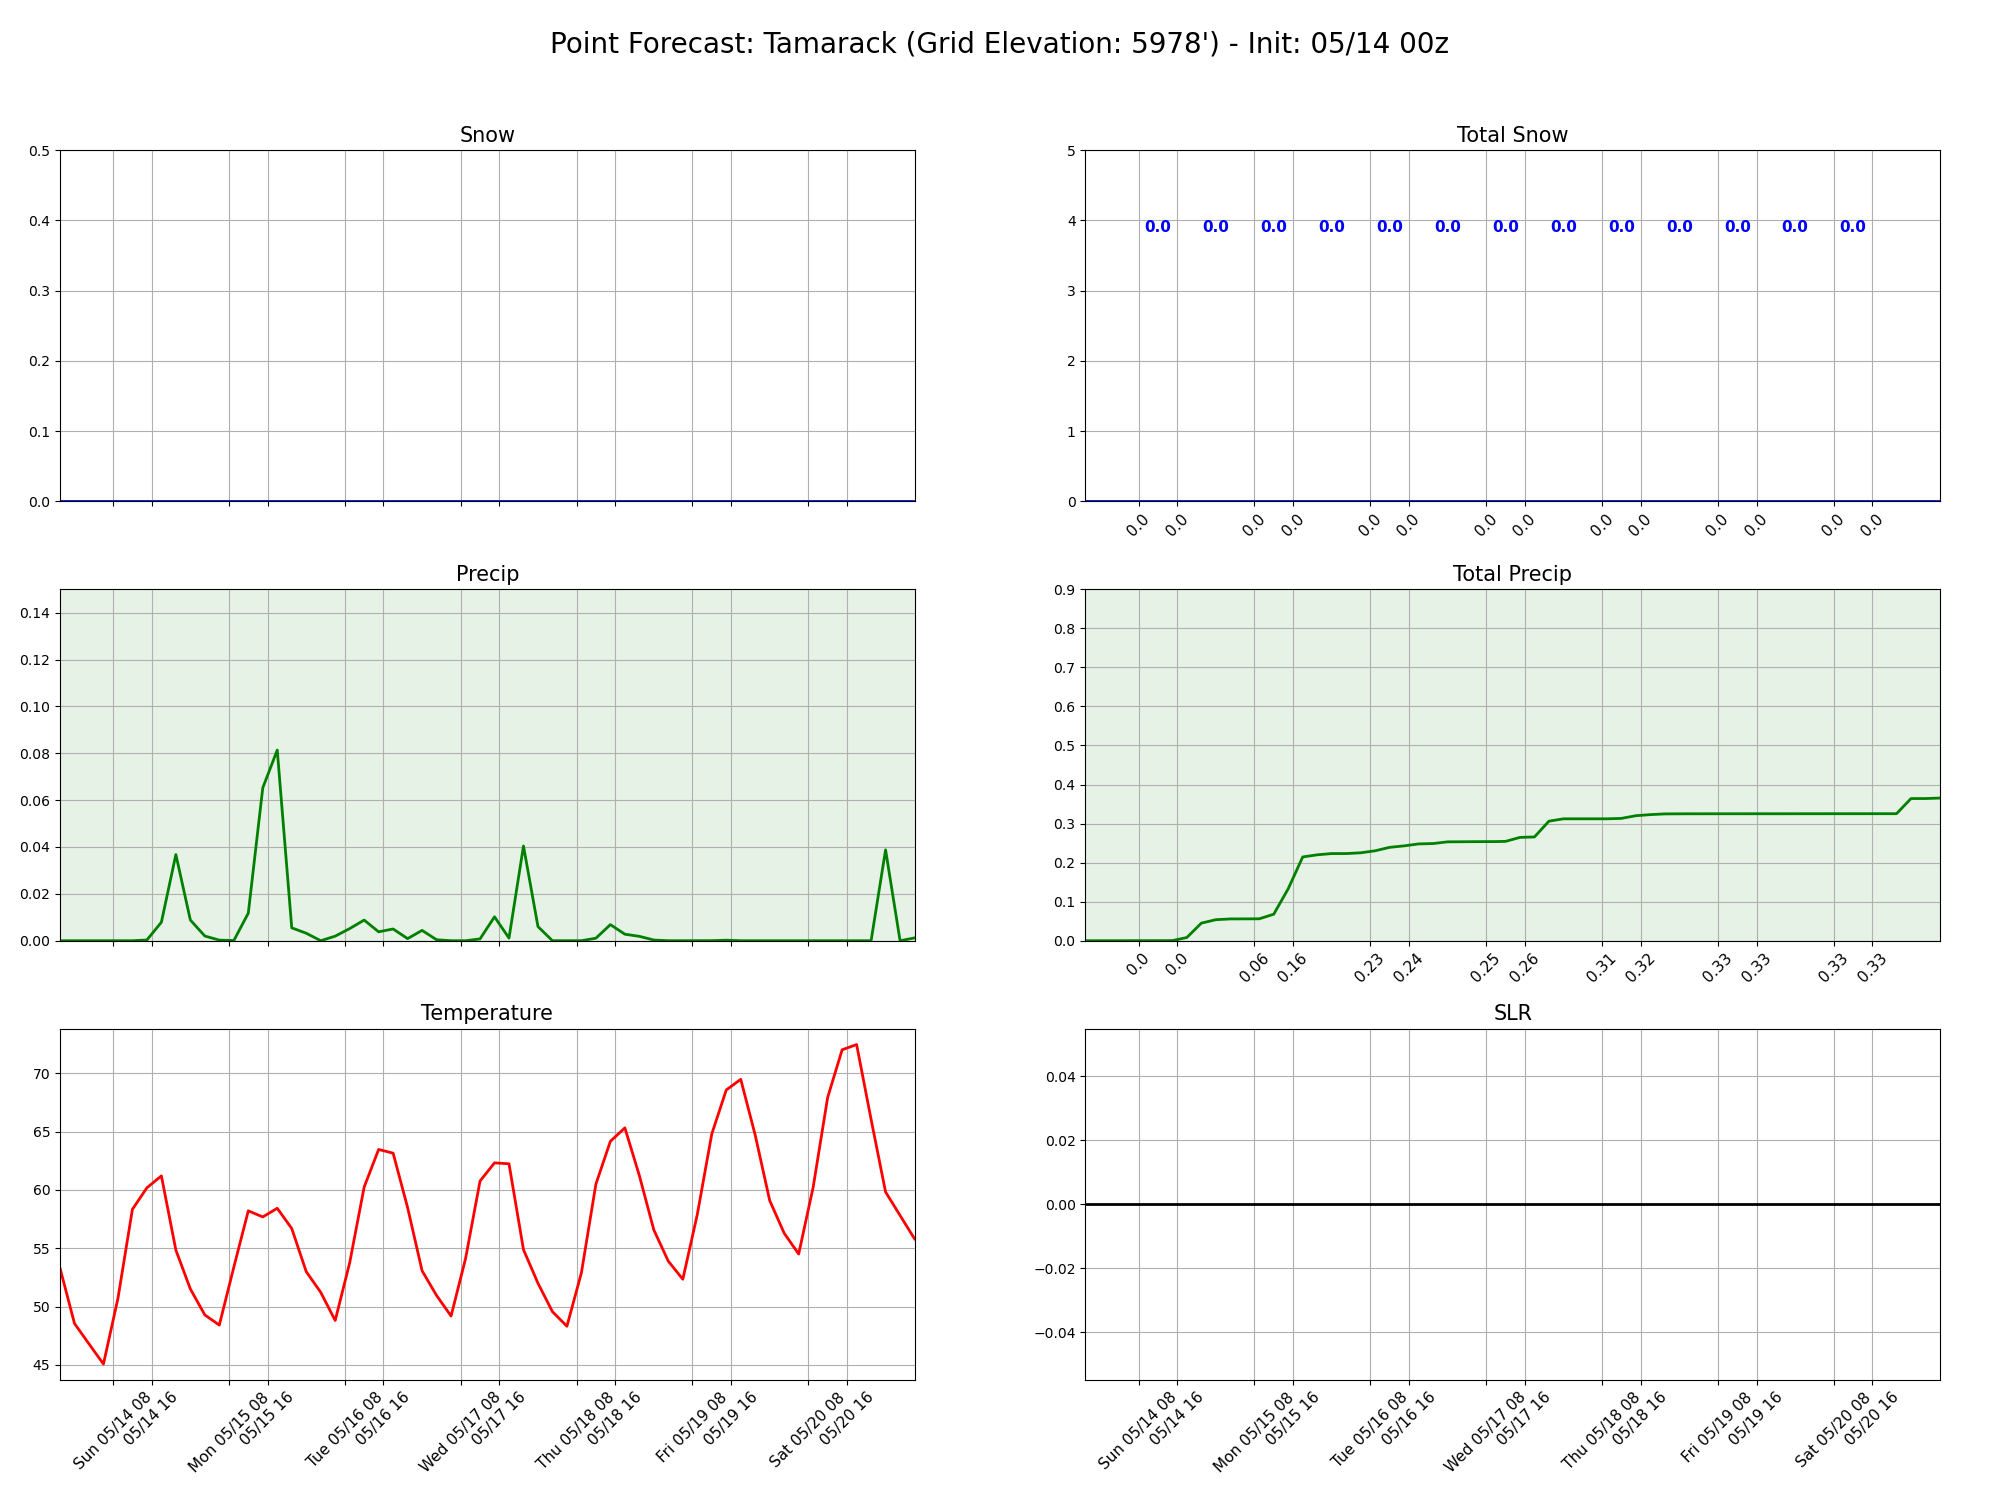 Point Forecast: Tamarack (Grid Elevation: 5978') - Init: 05/14 00z
Snow
0.5
0.4
0.3
0.2
0.1
0.0
Total Snow
5
4
3
2
1
0
0.0 0.0 0.0 0.0 0.0 0.0 0.0 0.0 0.0 0.0 0.0 0.0 0.0
0.0 0.0 0.0 0.0 0.0 0.0 0.0 0.0 0.0 0.0 0.0 0.0 0.0 0.0
Precip
0.14
0.12
0.10
0.08
0.06
0.04
0.02
0.00
Total Precip
0.9
0.8
0.7
0.6
0.5
0.4
0.3
0.2
0.1
0.0
0.0 0.0 0.06 0.16 0.23 0.24 0.25 0.26 0.31 0.32 0.33 0.33 0.33 0.33
Temperature
70
65
60
55
50
45
Sun 05/14 08
05/14 16
Mon 05/15 08
05/15 16
Tue 05/16 08
05/16 16
Wed 05/17 08
05/17 16
Thu 05/18 08
05/18 16
Fri 05/19 08
05/19 16
Sat 05/20 08
05/20 16
SLR
0.04
0.02
0.00
−0.02
−0.04
Sun 05/14 08
05/14 16
Mon 05/15 08
05/15 16
Tue 05/16 08
05/16 16
Wed 05/17 08
05/17 16
Thu 05/18 08
05/18 16
Fri 05/19 08
05/19 16
Sat 05/20 08
05/20 16